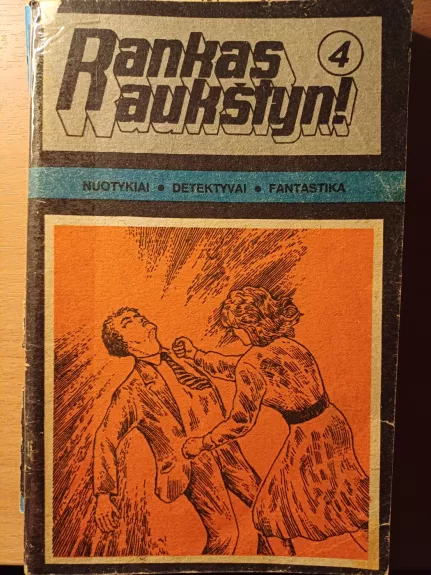 Rankas
aukštyn!
4
NUOTYKIAI • DETEKTYVAI • FANTASTIKA